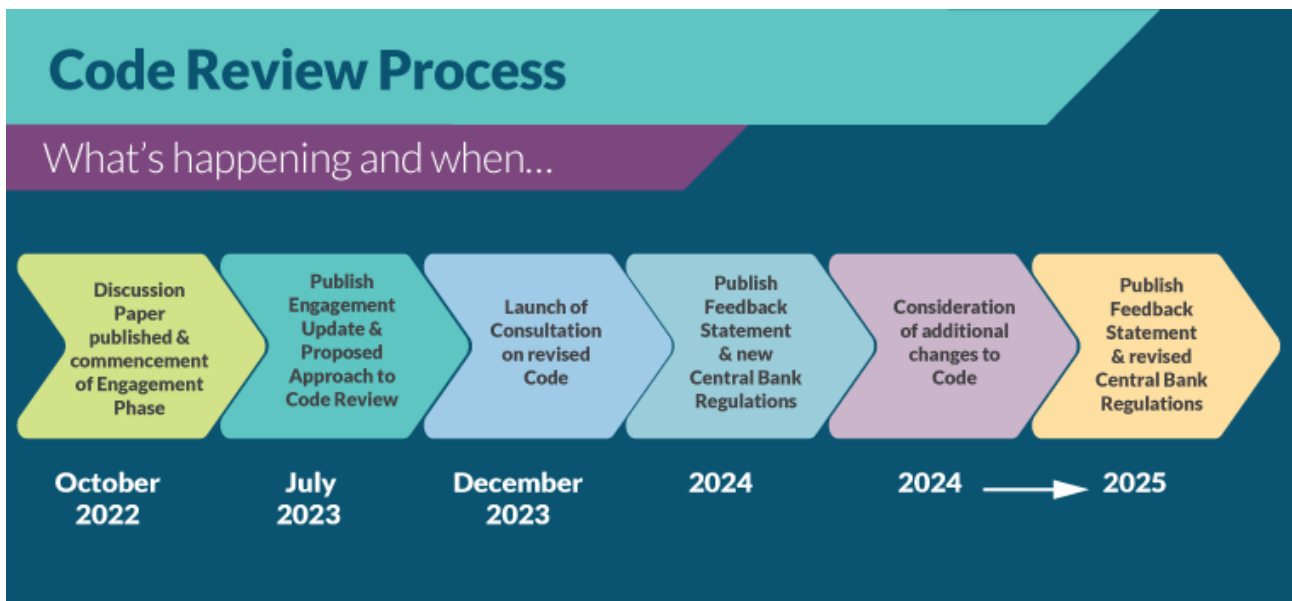 Code Review Process
What's happening and when...
Discussion
Paper
published &
commencement
of Engagement
Phase
Publish
Engagement
Update &
Proposed
Approach to
Code Review
Launch of
Consultation
on revised
Code
Publish
Feedback
Statement
& new
Central Bank
Regulations
Consideration
of additional
changes to
Code
Publish
Feedback
Statement
& revised
Central Bank
Regulations
October
2022
July
2023
December
2023
2024
2024
2025